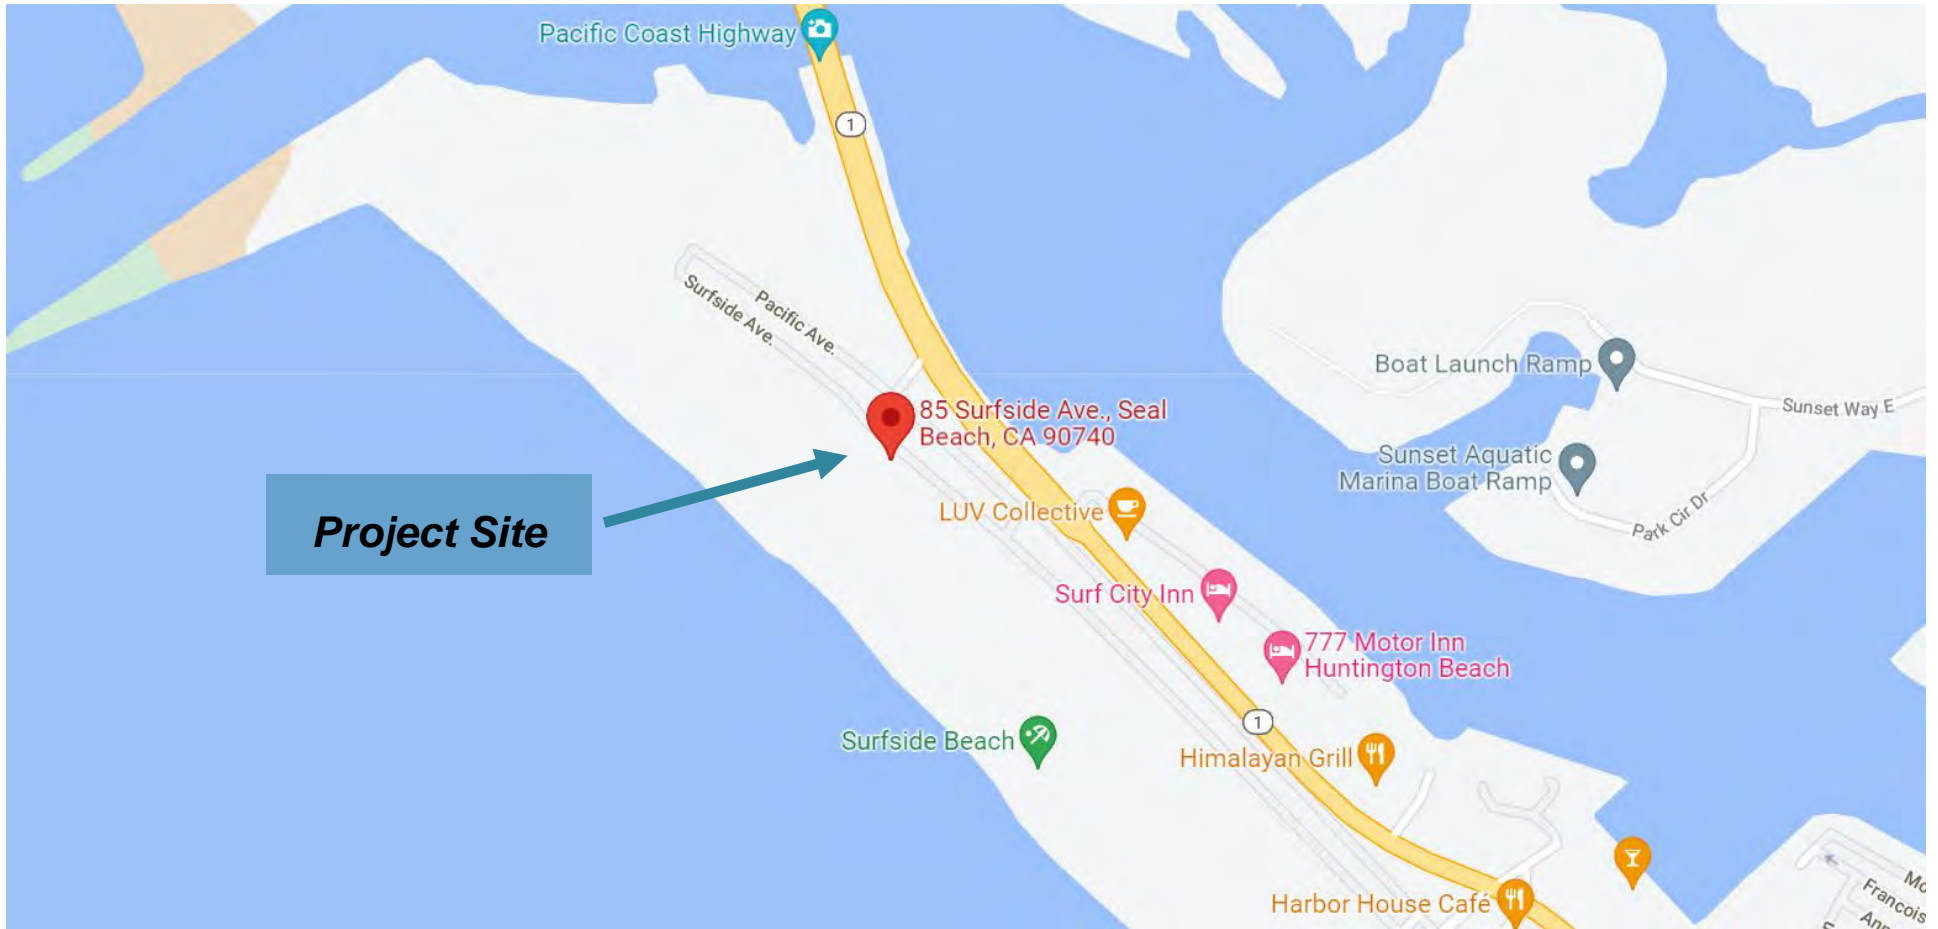 Pacific Coast Highway
1
Pacific Ave.
Surfside Ave.
Boat Launch Ramp
Sunset Way E
85 Surfside Ave., Seal
Beach, CA 90740
Sunset Aquatic
Marina Boat Ramp
Park Cir Dr
Project Site
LUV Collective
Surf City Inn
777 Motor Inn
Huntington Beach
1
Surfside Beach
Himalayan Grill
Harbor House Café
Francois